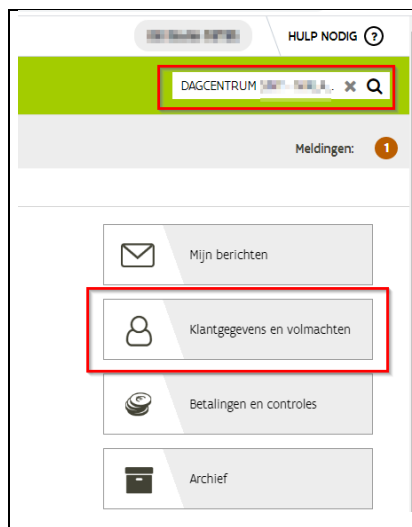 HULP NODIG ?
DAGCENTRUM
Meldingen: 1
Mijn berichten
Klantgegevens en volmachten
Betalingen en controles
Archief